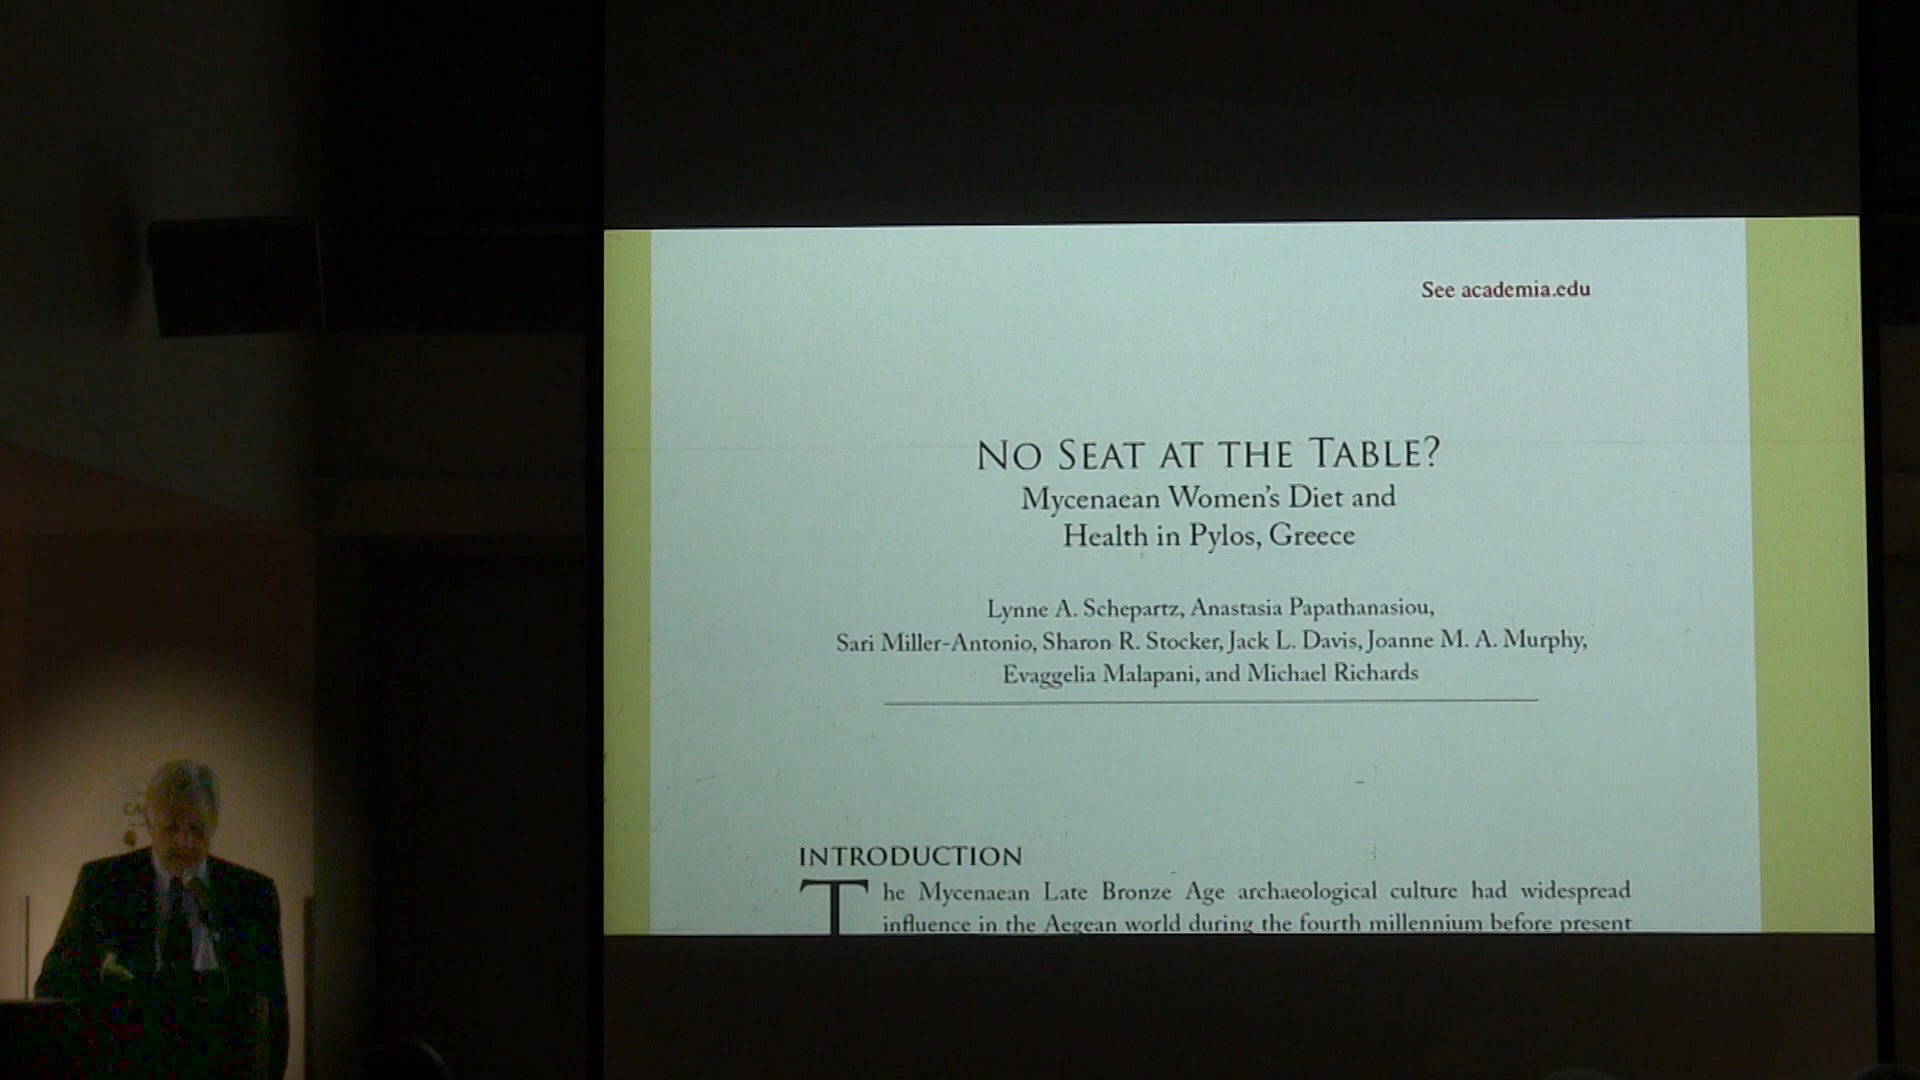 See academia.edu
NO SEAT AT THE TABLE?
Mycenaean Women's Diet and
Health in Pylos, Greece
Lynne A. Schepartz, Anastasia Papathanasiou,
Sari Miller-Antonio, Sharon R. Stocker, Jack L. Davis, Joanne M. A. Murphy,
Evaggelia Malapani, and Michael Richards
INTRODUCTION
The Mycenaean Late Bronze Age archaeological culture had widespread
influence in the Aegean world during the fourth millennium before present